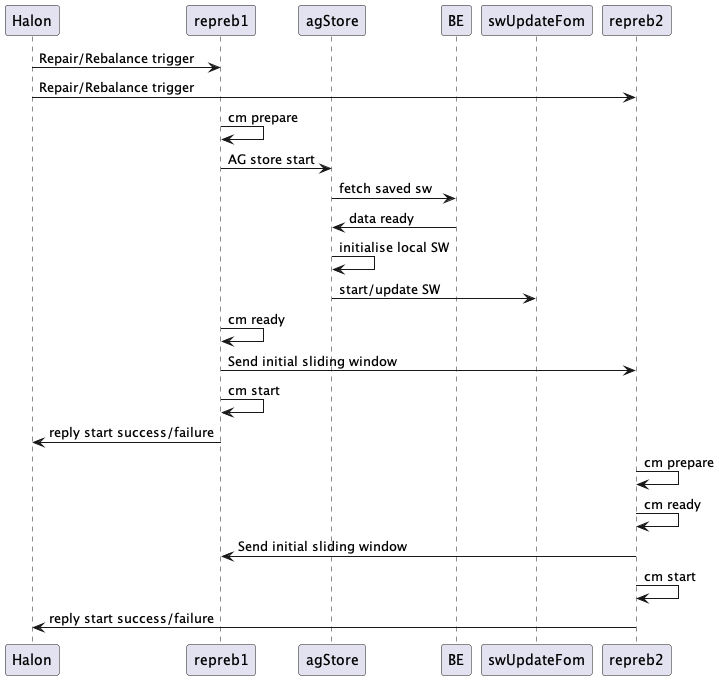 Halon repreb1 agStore BE swUpdateFom repreb2
Repair/Rebalance trigger
Repair/Rebalance trigger
cm prepare
AG store start
fetch saved sw
data ready
initialise local SW
start/update SW
cm ready
Send initial sliding window
cm start
reply start success/failure
cm prepare
cm ready
Send initial sliding window
cm start
reply start success/failure
Halon repreb1 agStore BE swUpdateFom repreb2